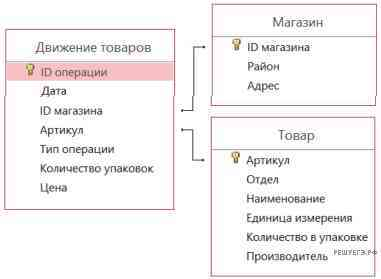 Движение товаров
ID операции
Дата
ID магазина
Артикул
Тип операции
Количество упаковок
Цена
Магазин
ID магазина
Район
Адрес
Товар
Артикул
Отдел
Наименование
Единица измерения
Количество в упаковке
Производитель
РЕШУЕГЭ.РФ